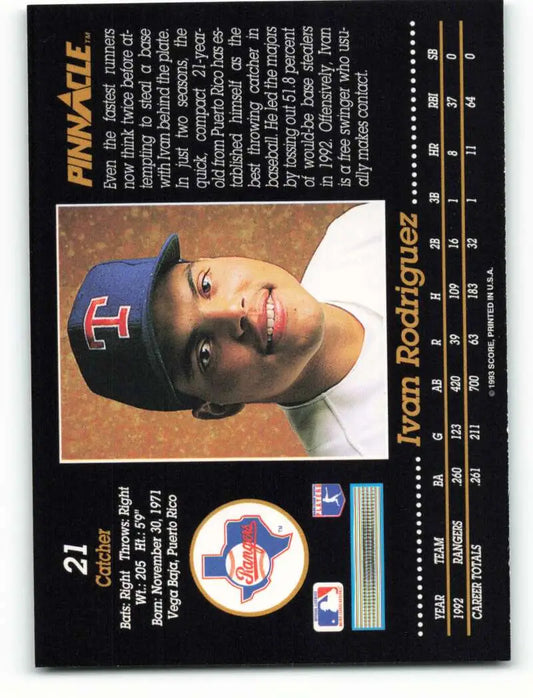 21
Catcher
Bats: Right Throws: Right
Wt.: 205 Ht.: 5'9"
Born: November 30, 1971
Vega Baja, Puerto Rico
Rangers
TM
T
PINNACLE™
Even the fastest runners
now think twice before at-
tempting to steal a base
with Ivan behind the plate.
In just two seasons, the
quick, compact 21-year-
old from Puerto Rico has es-
tablished himself as the
best throwing catcher in
baseball. He led the majors
by tossing out 51.8 percent
of would-be base stealers
in 1992. Offensively, Ivan
is a free swinger who usu-
ally makes contact.
Ivan Rodriguez
YEAR TEAM BA G AB R H 2B 3B HR RBI SB
1992 RANGERS .260 123 420 39 109 16 1 8 37 0
CAREER TOTALS .261 211 700 63 183 32 1 11 64 0
© 1993 SCORE, PRINTED IN U.S.A.